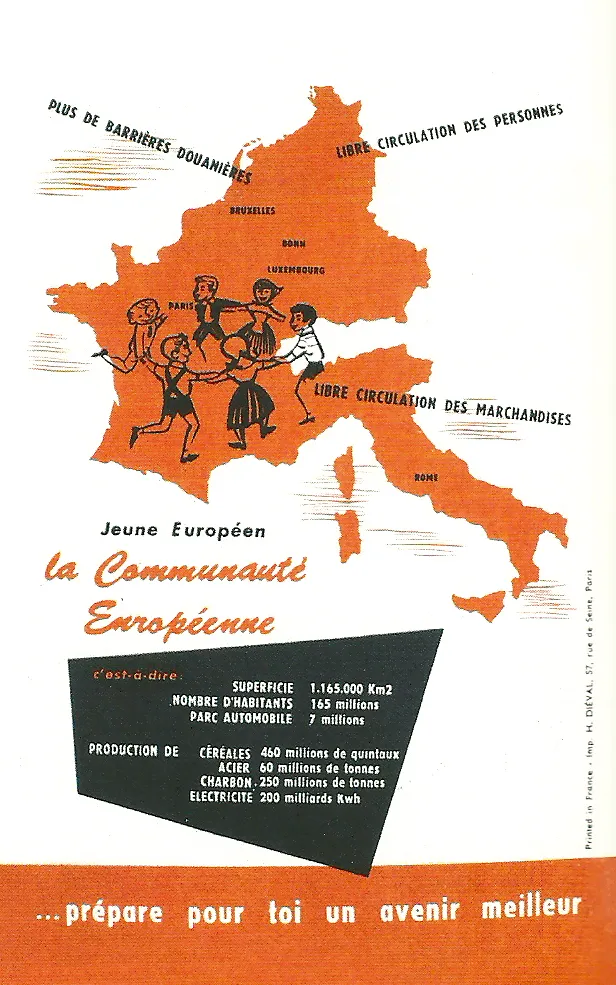 PLUS DE BARRIÈRES DOUANIÈRES
LIBRE CIRCULATION DES PERSONNES
BRUXELLES
BONN
LUXEMBOURG
PARIS
LIBRE CIRCULATION DES MARCHANDISES
ROME
Jeune Européen
la Communauté
Européenne
c'est-à-dire:
SUPERFICIE 1.165.000 Km2
NOMBRE D'HABITANTS 165 millions
PARC AUTOMOBILE 7 millions
PRODUCTION DE CÉRÉALES 460 millions de quintaux
ACIER 60 millions de tonnes
CHARBON 250 millions de tonnes
ELECTRICITE 200 milliards Kwh
Printed in France - Imp. H. DIÉVAL, 57, rue de Seine, Paris
...prépare pour toi un avenir meilleur